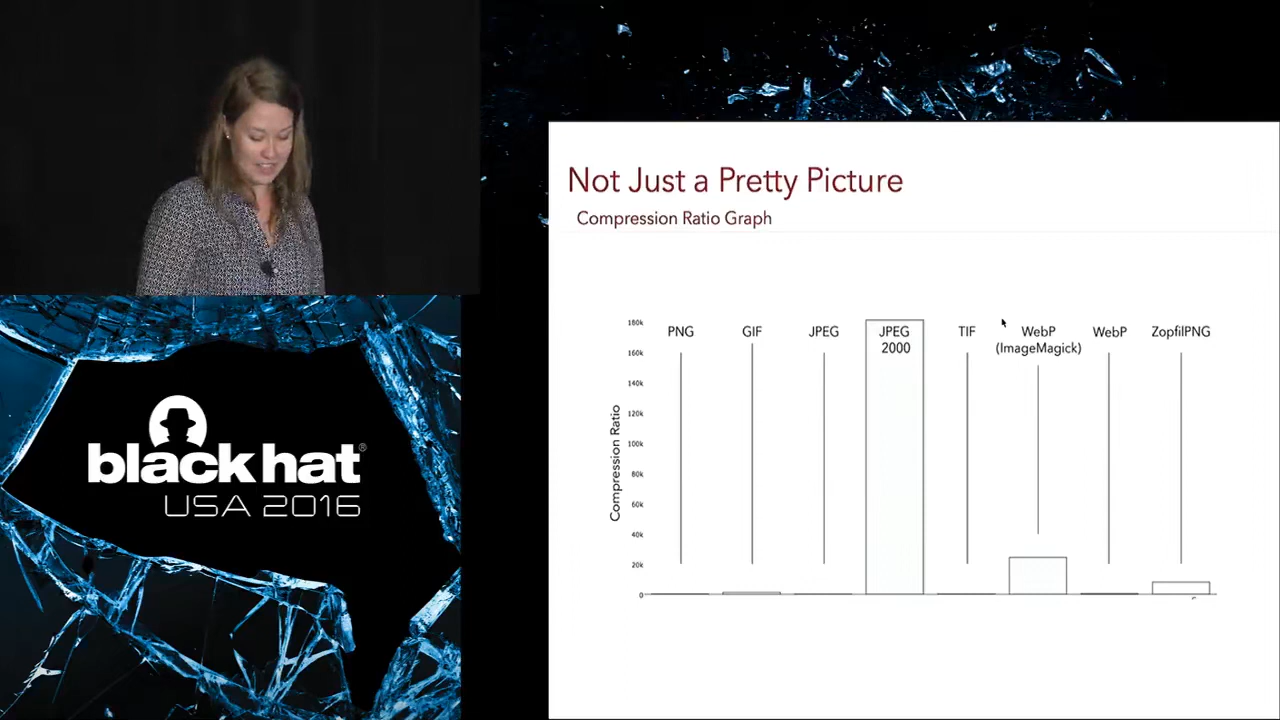 Not Just a Pretty Picture
Compression Ratio Graph
PNG
GIF
JPEG
JPEG
2000
TIF
WebP
(ImageMagick)
WebP
ZopfliPNG
Compression Ratio
180k
160k
140k
120k
100k
80k
60k
40k
20k
0
black hat®
USA 2016